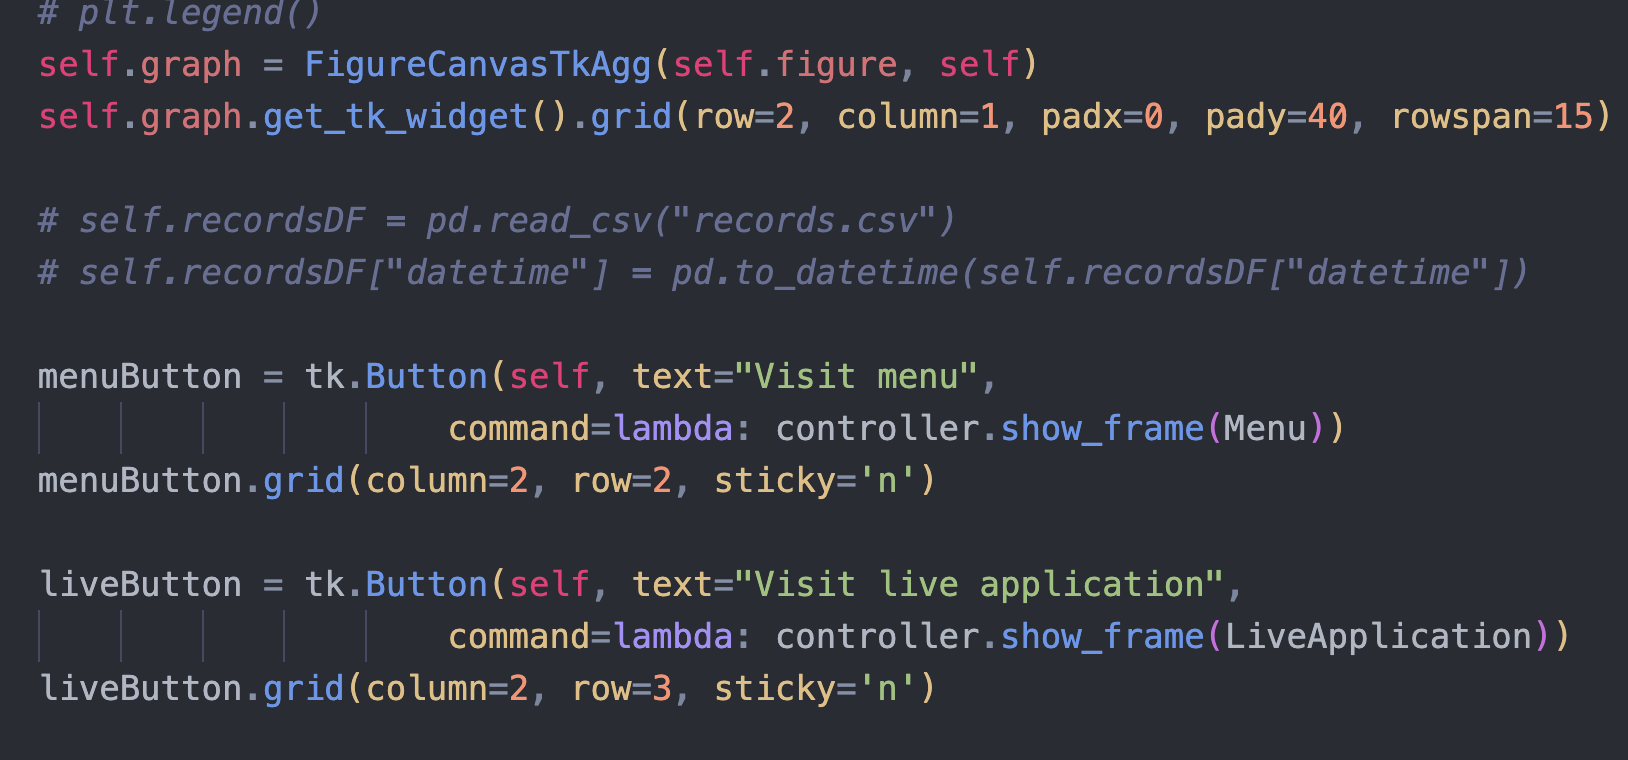 # plt.legend()
self.graph = FigureCanvasTkAgg(self.figure, self)
self.graph.get_tk_widget().grid(row=2, column=1, padx=0, pady=40, rowspan=15)
# self.recordsDF = pd.read_csv("records.csv")
# self.recordsDF["datetime"] = pd.to_datetime(self.recordsDF["datetime"])
menuButton = tk.Button(self, text="Visit menu",
command=lambda: controller.show_frame(Menu))
menuButton.grid(column=2, row=2, sticky='n')
liveButton = tk.Button(self, text="Visit live application",
command=lambda: controller.show_frame(LiveApplication))
liveButton.grid(column=2, row=3, sticky='n')